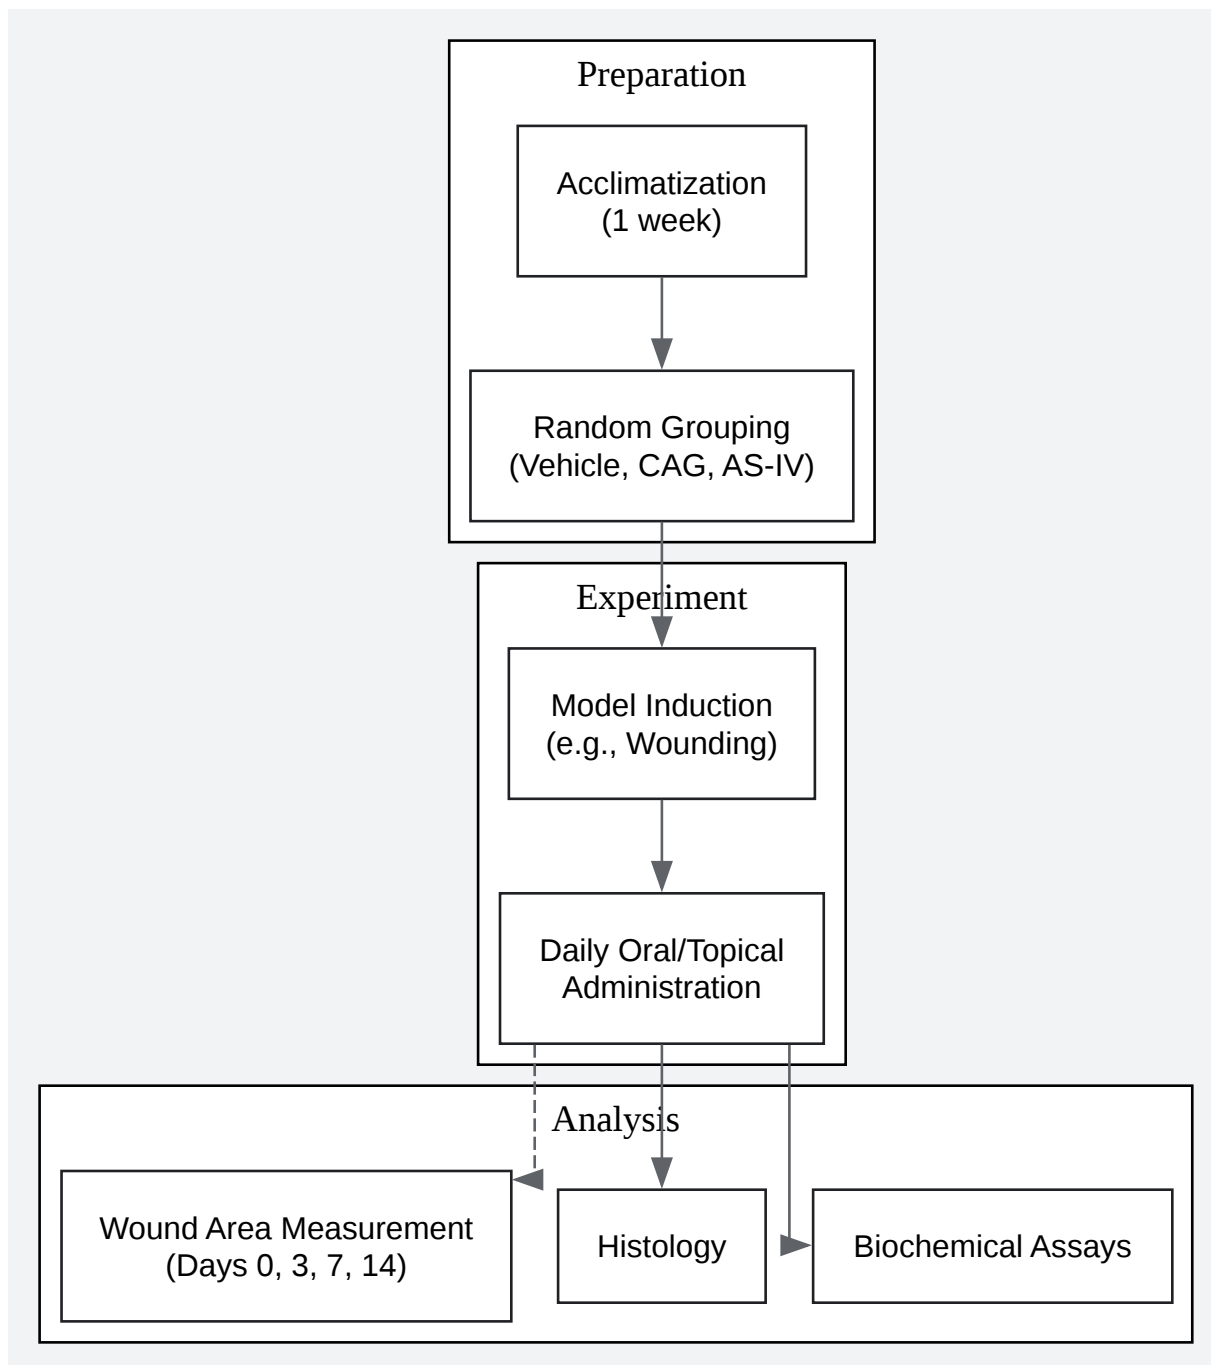 Preparation
Acclimatization
(1 week)
Random Grouping
(Vehicle, CAG, AS-IV)
Experiment
Model Induction
(e.g., Wounding)
Daily Oral/Topical
Administration
Analysis
Wound Area Measurement
(Days 0, 3, 7, 14)
Histology
Biochemical Assays